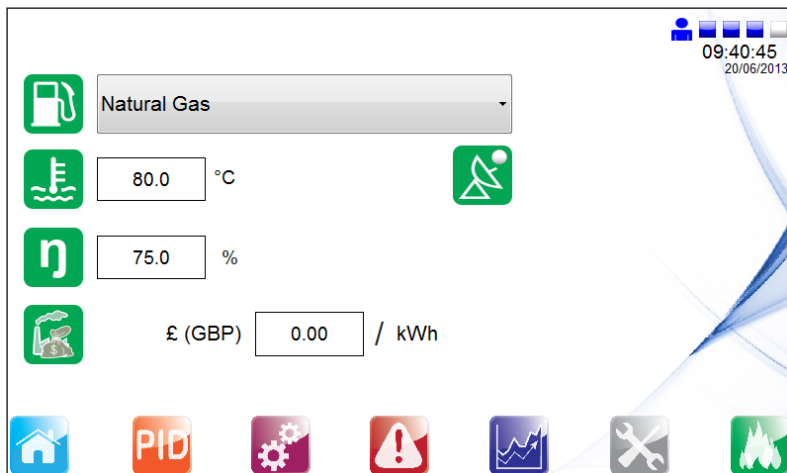 09:40:45
20/06/2013
Natural Gas
80.0 °C
η
75.0 %
$
£ (GBP) 0.00 / kWh
PID